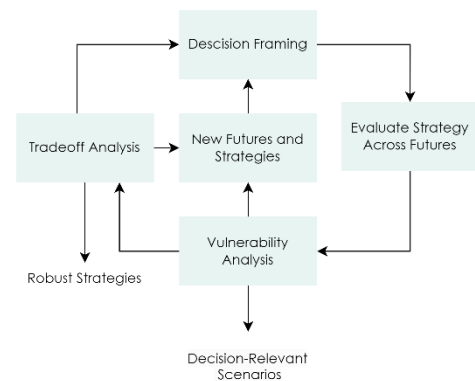 Descision Framing
Tradeoff Analysis
New Futures and
Strategies
Evaluate Strategy
Across Futures
Vulnerability
Analysis
Robust Strategies
Decision-Relevant
Scenarios